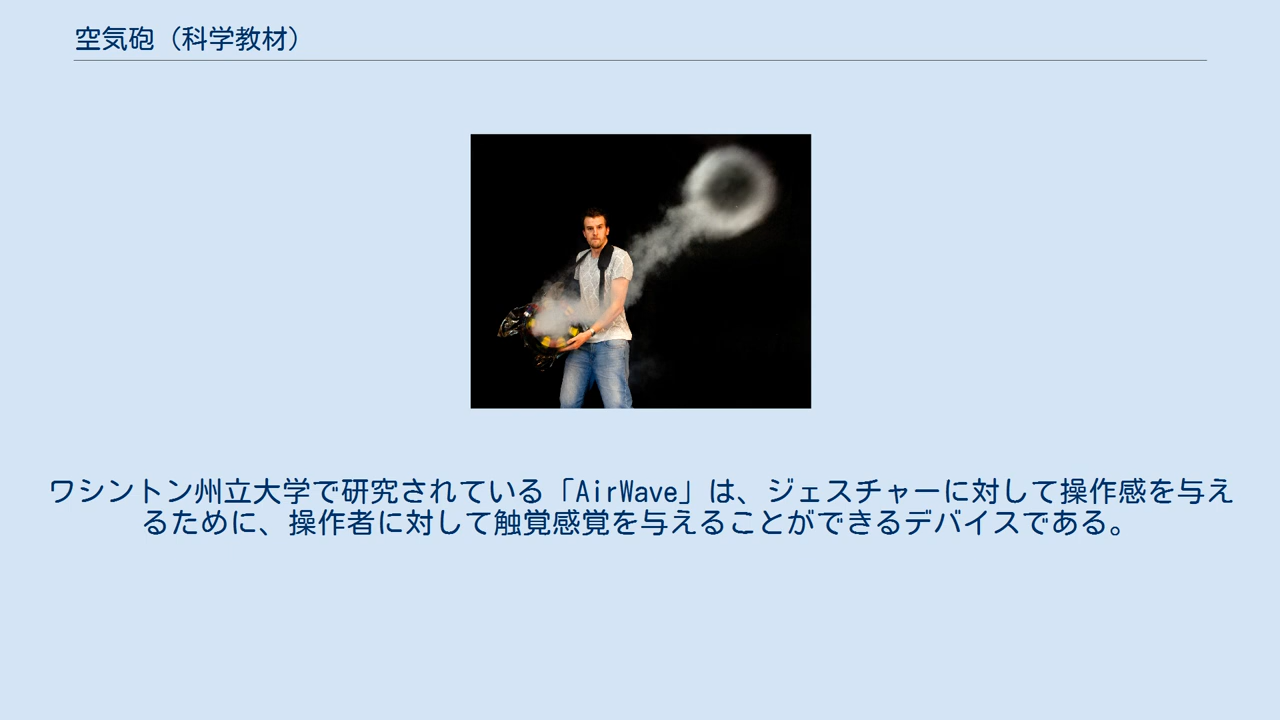 空気砲（科学教材）
ワシントン州立大学で研究されている「AirWave」は、ジェスチャーに対して操作感を与え
るために、操作者に対して触覚感覚を与えることができるデバイスである。